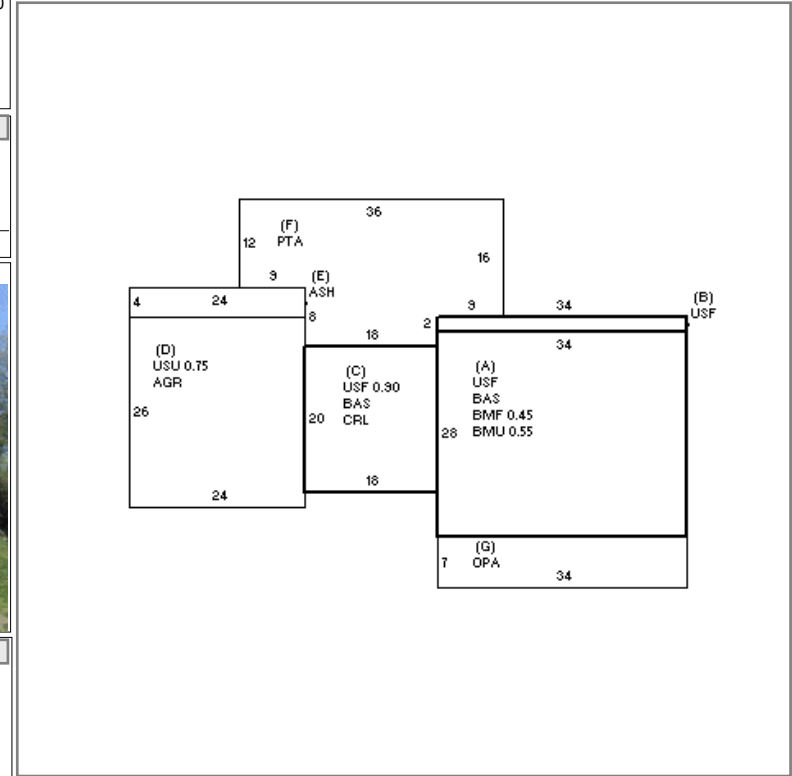 36
(F)
PTA
12
16
9
(E)
ASH
4
24
8
9
34
(B)
USF
2
18
34
(D)
USU 0.75
AGR
(C)
USF 0.90
BAS
CRL
(A)
USF
BAS
BMF 0.45
BMU 0.55
26
20
28
18
24
(G)
OPA
7
34